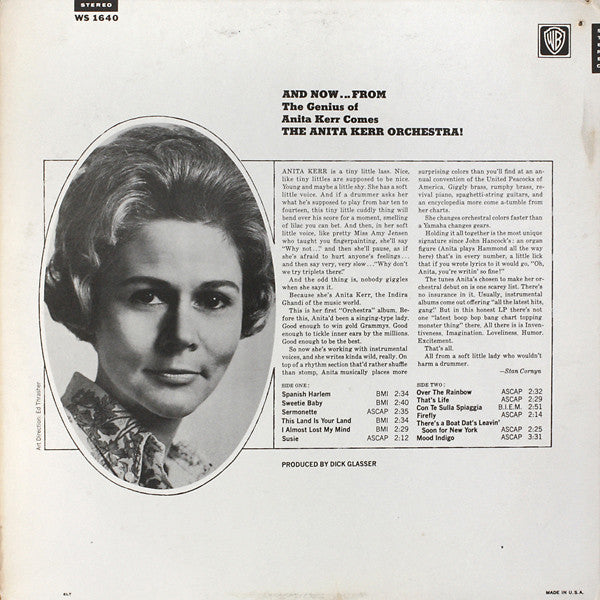 STEREO
WS 1640
WB
AND NOW...FROM
The Genius of
Anita Kerr Comes
THE ANITA KERR ORCHESTRA!
ANITA KERR is a tiny little lass. Nice,
like tiny littles are supposed to be nice.
Young and maybe a little shy. She has a soft
little voice. And if a drummer asks her
what he's supposed to play from bar ten to
fourteen, this tiny little cuddly thing will
bend over his score for a moment, smelling
of lilac you can bet. And then, in her soft
little voice, like pretty Miss Amy Jensen
who taught you fingerpainting, she'll say
"Why not..." and then she'll pause, as if
she's afraid to hurt anyone's feelings...
and then say very, very slow..."Why don't
we try triplets there."
And the odd thing is, nobody giggles
when she says it.
Because she's Anita Kerr, the Indira
Ghandi of the music world.
This is her first "Orchestra" album. Be-
fore this, Anita'd been a singing-type lady.
Good enough to win gold Grammys. Good
enough to tickle inner ears by the millions.
Good enough to be the best.
So now she's working with instrumental
voices, and she writes kinda wild, really. On
top of a rhythm section that'd rather shuffle
than stomp, Anita musically places more
surprising colors than you'll find at an an-
nual convention of the United Peacocks of
America. Giggly brass, rumphy brass, re-
vival piano, spaghetti-string guitars, and
an encyclopedia more come a-tumble from
her charts.
She changes orchestral colors faster than
a Yamaha changes gears.
Holding it all together is the most unique
signature since John Hancock's: an organ
figure (Anita plays Hammond all the way
here) that's in every number, a little lick
that if you wrote lyrics to it would go, "Oh,
Anita, you're writin' so fine!"
The tunes Anita's chosen to make her or-
chestral debut on is one scarey list. There's
no insurance in it. Usually, instrumental
albums come out offering "all the latest hits,
gang!" But in this honest LP there's not
one "latest boop bop bang chart topping
monster thing" there. All there is is Inven-
tiveness. Imagination. Loveliness. Humor.
Excitement.
That's all.
All from a soft little lady who wouldn't
harm a drummer.
—Stan Cornyn
SIDE ONE:
Spanish Harlem BMI 2:34
Sweetie Baby BMI 2:40
Sermonette ASCAP 2:35
This Land Is Your Land BMI 2:34
I Almost Lost My Mind BMI 2:29
Susie ASCAP 2:12
SIDE TWO:
Over The Rainbow ASCAP 2:32
That's Life ASCAP 2:29
Con Te Sulla Spiaggia B.I.E.M. 2:51
Firefly ASCAP 2:14
There's a Boat Dat's Leavin'
Soon for New York ASCAP 2:25
Mood Indigo ASCAP 3:31
Art Direction: Ed Thrasher
PRODUCED BY DICK GLASSER
MADE IN U.S.A.